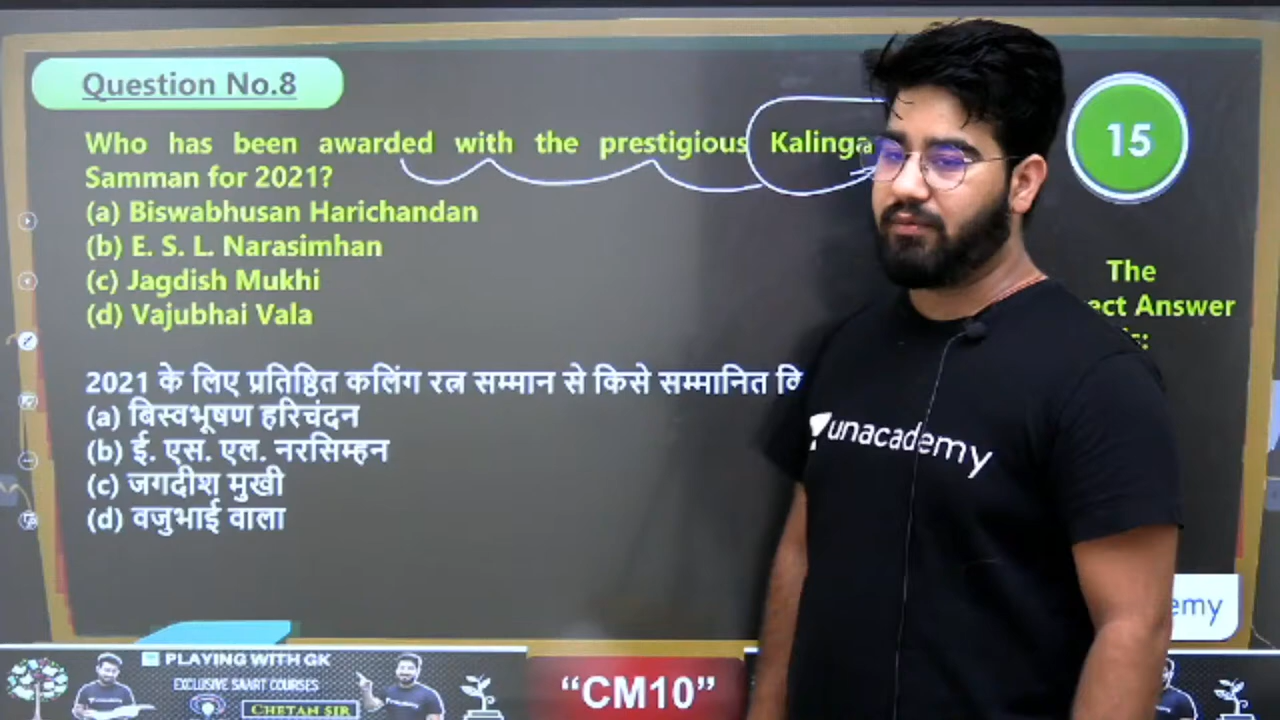 Question No.8
Who has been awarded with the prestigious Kalinga
Samman for 2021?
(a) Biswabhusan Harichandan
(b) E. S. L. Narasimhan
(c) Jagdish Mukhi
(d) Vajubhai Vala
2021 के लिए प्रतिष्ठित कलिंग रत्न सम्मान से किसे सम्मानित कि
(a) बिस्वभूषण हरिचंदन
(b) ई. एस. एल. नरसिम्हन
(c) जगदीश मुखी
(d) वजुभाई वाला
15
The
ect Answer
unacademy
emy
PLAYING WITH GK
EXCLUSIVE SAART COURSES
CHETAN SIR
“CM10”